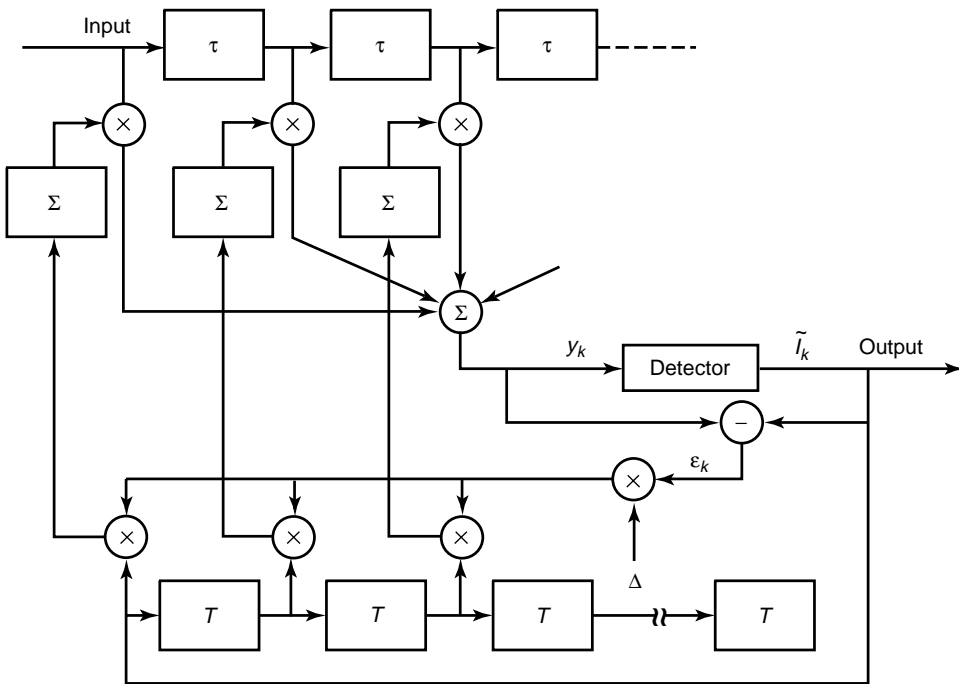 Input
τ τ τ
× × ×
Σ Σ Σ
Σ
y_k Detector Ĩ_k Output
−
ε_k
×
× × ×
Δ
T T T T